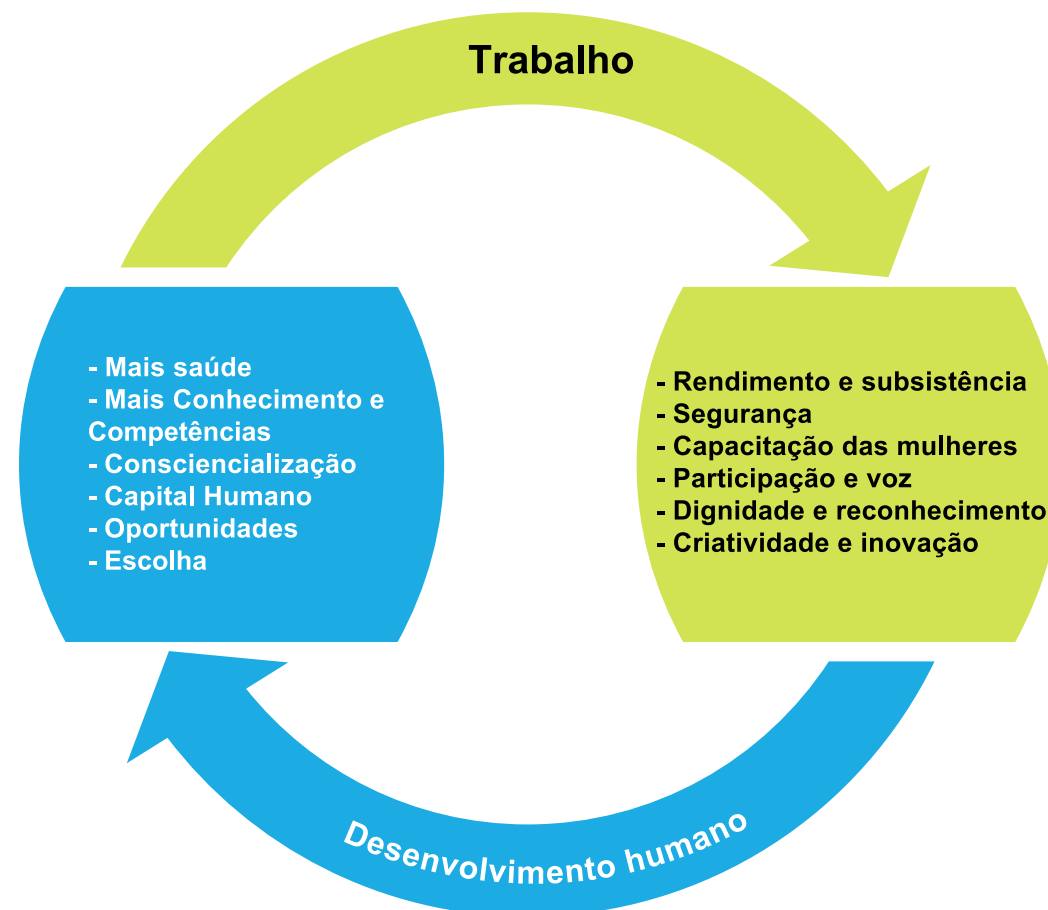 Trabalho
- Mais saúde
- Mais Conhecimento e
Competências
- Consciencialização
- Capital Humano
- Oportunidades
- Escolha
- Rendimento e subsistência
- Segurança
- Capacitação das mulheres
- Participação e voz
- Dignidade e reconhecimento
- Criatividade e inovação
Desenvolvimento humano